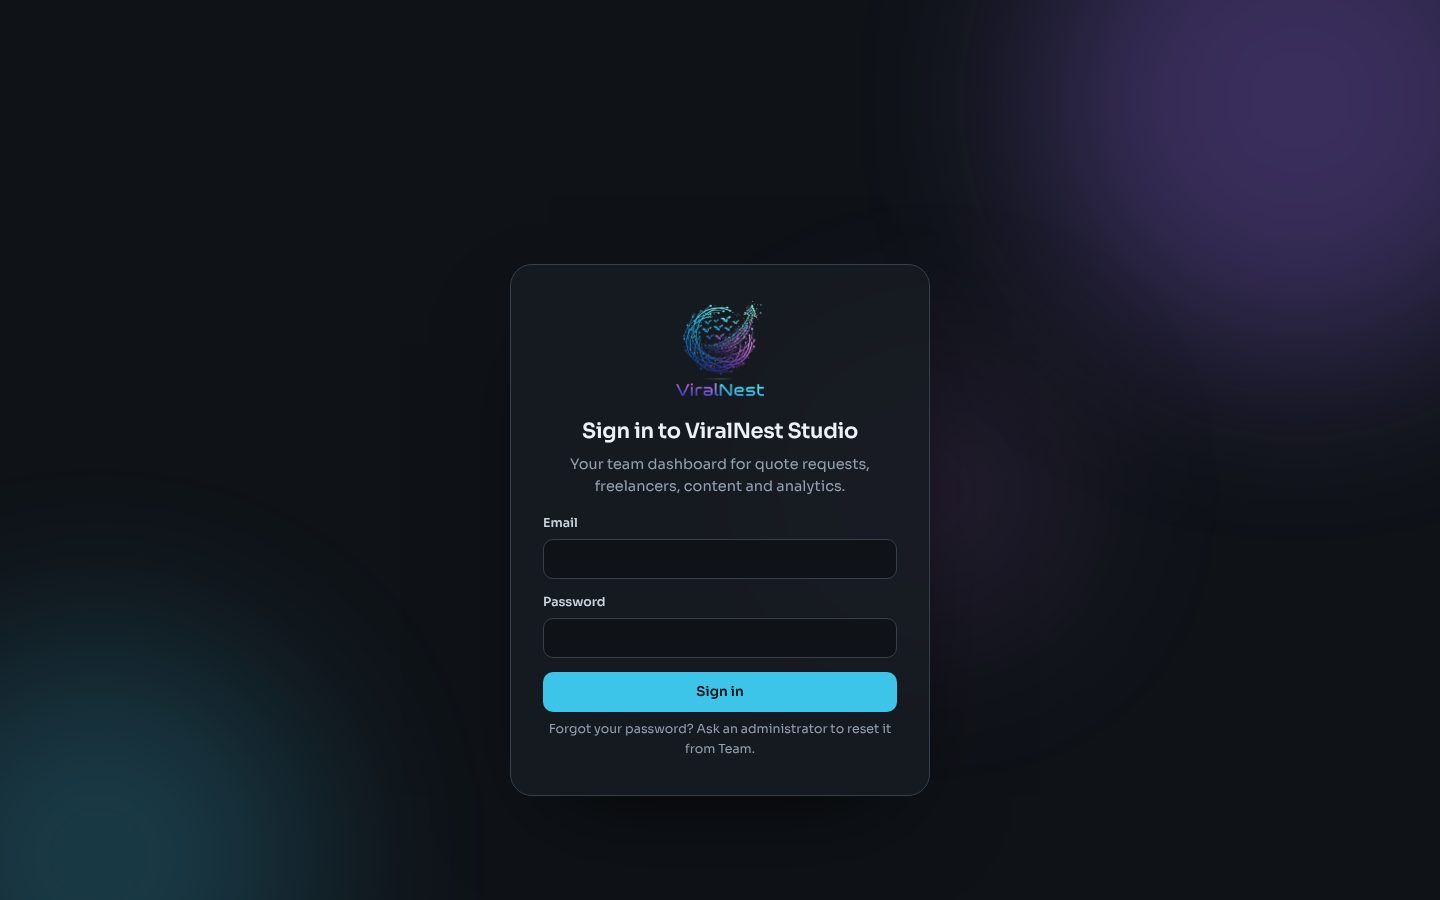 ViralNest
Sign in to ViralNest Studio
Your team dashboard for quote requests,
freelancers, content and analytics.
Email
Password
Sign in
Forgot your password? Ask an administrator to reset it
from Team.